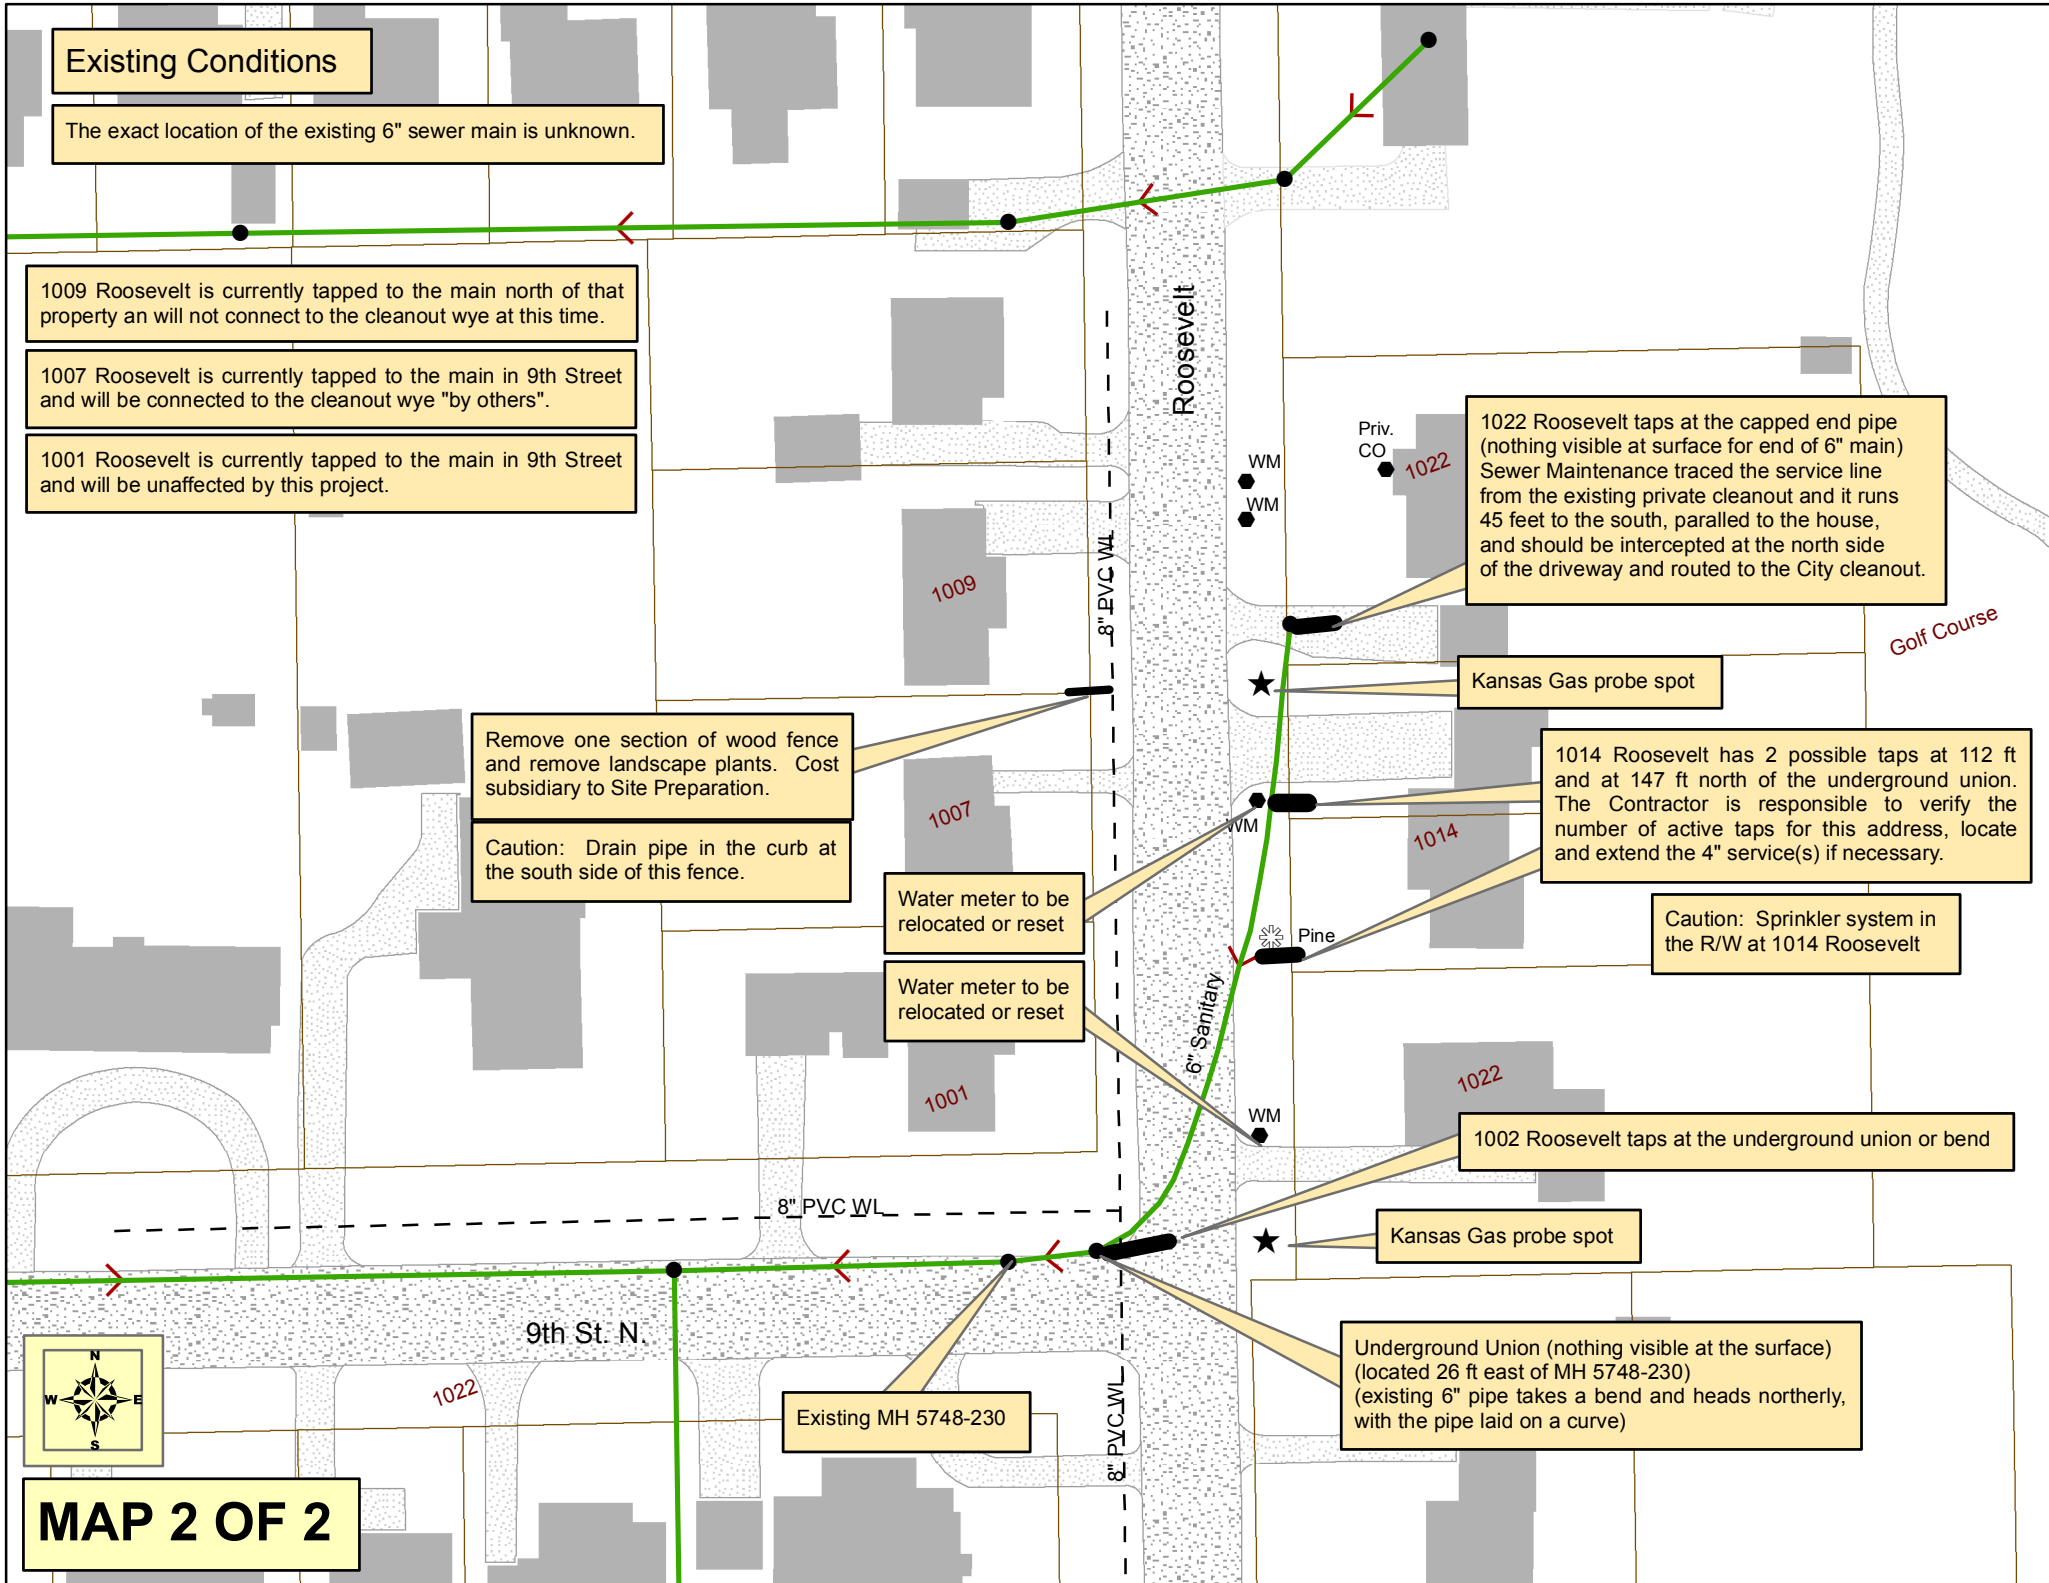 Existing Conditions
The exact location of the existing 6" sewer main is unknown.
1009 Roosevelt is currently tapped to the main north of that
property an will not connect to the cleanout wye at this time.
1007 Roosevelt is currently tapped to the main in 9th Street
and will be connected to the cleanout wye "by others".
1001 Roosevelt is currently tapped to the main in 9th Street
and will be unaffected by this project.
Roosevelt
1022 Roosevelt taps at the capped end pipe
(nothing visible at surface for end of 6" main)
Sewer Maintenance traced the service line
from the existing private cleanout and it runs
45 feet to the south, paralled to the house,
and should be intercepted at the north side
of the driveway and routed to the City cleanout.
Priv.
CO
1022
WM
WM
8" PVC WL
1009
Golf Course
Kansas Gas probe spot
Remove one section of wood fence
and remove landscape plants. Cost
subsidiary to Site Preparation.
Caution: Drain pipe in the curb at
the south side of this fence.
1007
WM
1014 Roosevelt has 2 possible taps at 112 ft
and at 147 ft north of the underground union.
The Contractor is responsible to verify the
number of active taps for this address, locate
and extend the 4" service(s) if necessary.
1014
Water meter to be
relocated or reset
Pine
Caution: Sprinkler system in
the R/W at 1014 Roosevelt
Water meter to be
relocated or reset
6" Sanitary
1001
1022
WM
1002 Roosevelt taps at the underground union or bend
8" PVC WL
Kansas Gas probe spot
9th St. N.
Underground Union (nothing visible at the surface)
(located 26 ft east of MH 5748-230)
(existing 6" pipe takes a bend and heads northerly,
with the pipe laid on a curve)
1022
Existing MH 5748-230
8" PVC WL
N
W E
S
MAP 2 OF 2